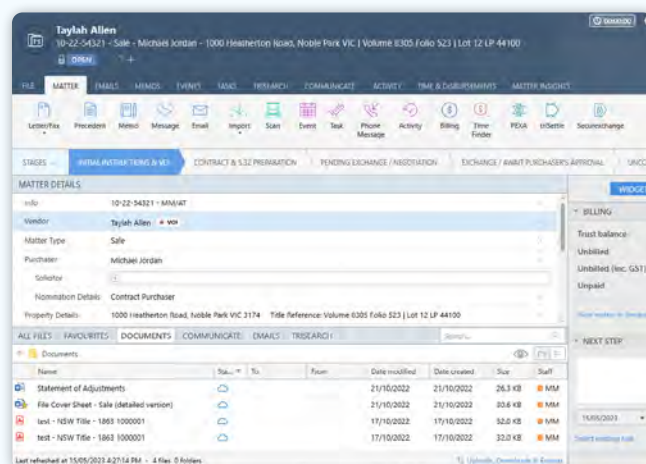 Taylah Allen
10-22-54321 - Sale - Michael Jordan - 1000 Heatherton Road, Noble Park VIC | Volume 8305 Folio 523 | Lot 12 LP 44100
OPEN
FILE MATTER EMAILS MEMOS EVENTS TASKS TRISEARCH COMMUNICATE ACTIVITY TIME & DISBURSEMENTS MATTER INSIGHTS
Letter/Fax Precedent Memo Message Email Import Scan Event Task Phone Message Activity Billing Time Finder PEXA triSettle Securexchange
STAGES INITIAL INSTRUCTIONS & VOI CONTRACT & S.32 PREPARATION PENDING EXCHANGE / NEGOTIATION EXCHANGE / AWAIT PURCHASER'S APPROVAL UNCO
MATTER DETAILS
WIDGE
Info 10-22-54321 - MM/AT
BILLING
Vendor Taylah Allen VOI
Trust balance
Matter Type Sale
Unbilled
Purchaser Michael Jordan
Unbilled (inc. GST)
Solicitor
Unpaid
Nomination Details Contract Purchaser
Property Details 1000 Heatherton Road, Noble Park VIC 3174 Title Reference: Volume 8305 Folio 523 | Lot 12 LP 44100
ALL FILES FAVOURITES DOCUMENTS COMMUNICATE EMAILS TRISEARCH Search...
NEXT STEP
Documents
Name Sta... To From Date modified Date created Size Staff
Statement of Adjustments 21/10/2022 21/10/2022 26.3 KB MM
File Cover Sheet - Sale (detailed version) 21/10/2022 21/10/2022 80.6 KB MM
test - NSW Title - 1863 1000001 17/10/2022 17/10/2022 32.0 KB MM
15/05/2023
test - NSW Title - 1863 1000001 17/10/2022 17/10/2022 32.0 KB MM
Last refreshed at 15/05/2023 4:27:14 PM - 4 files 0 folders